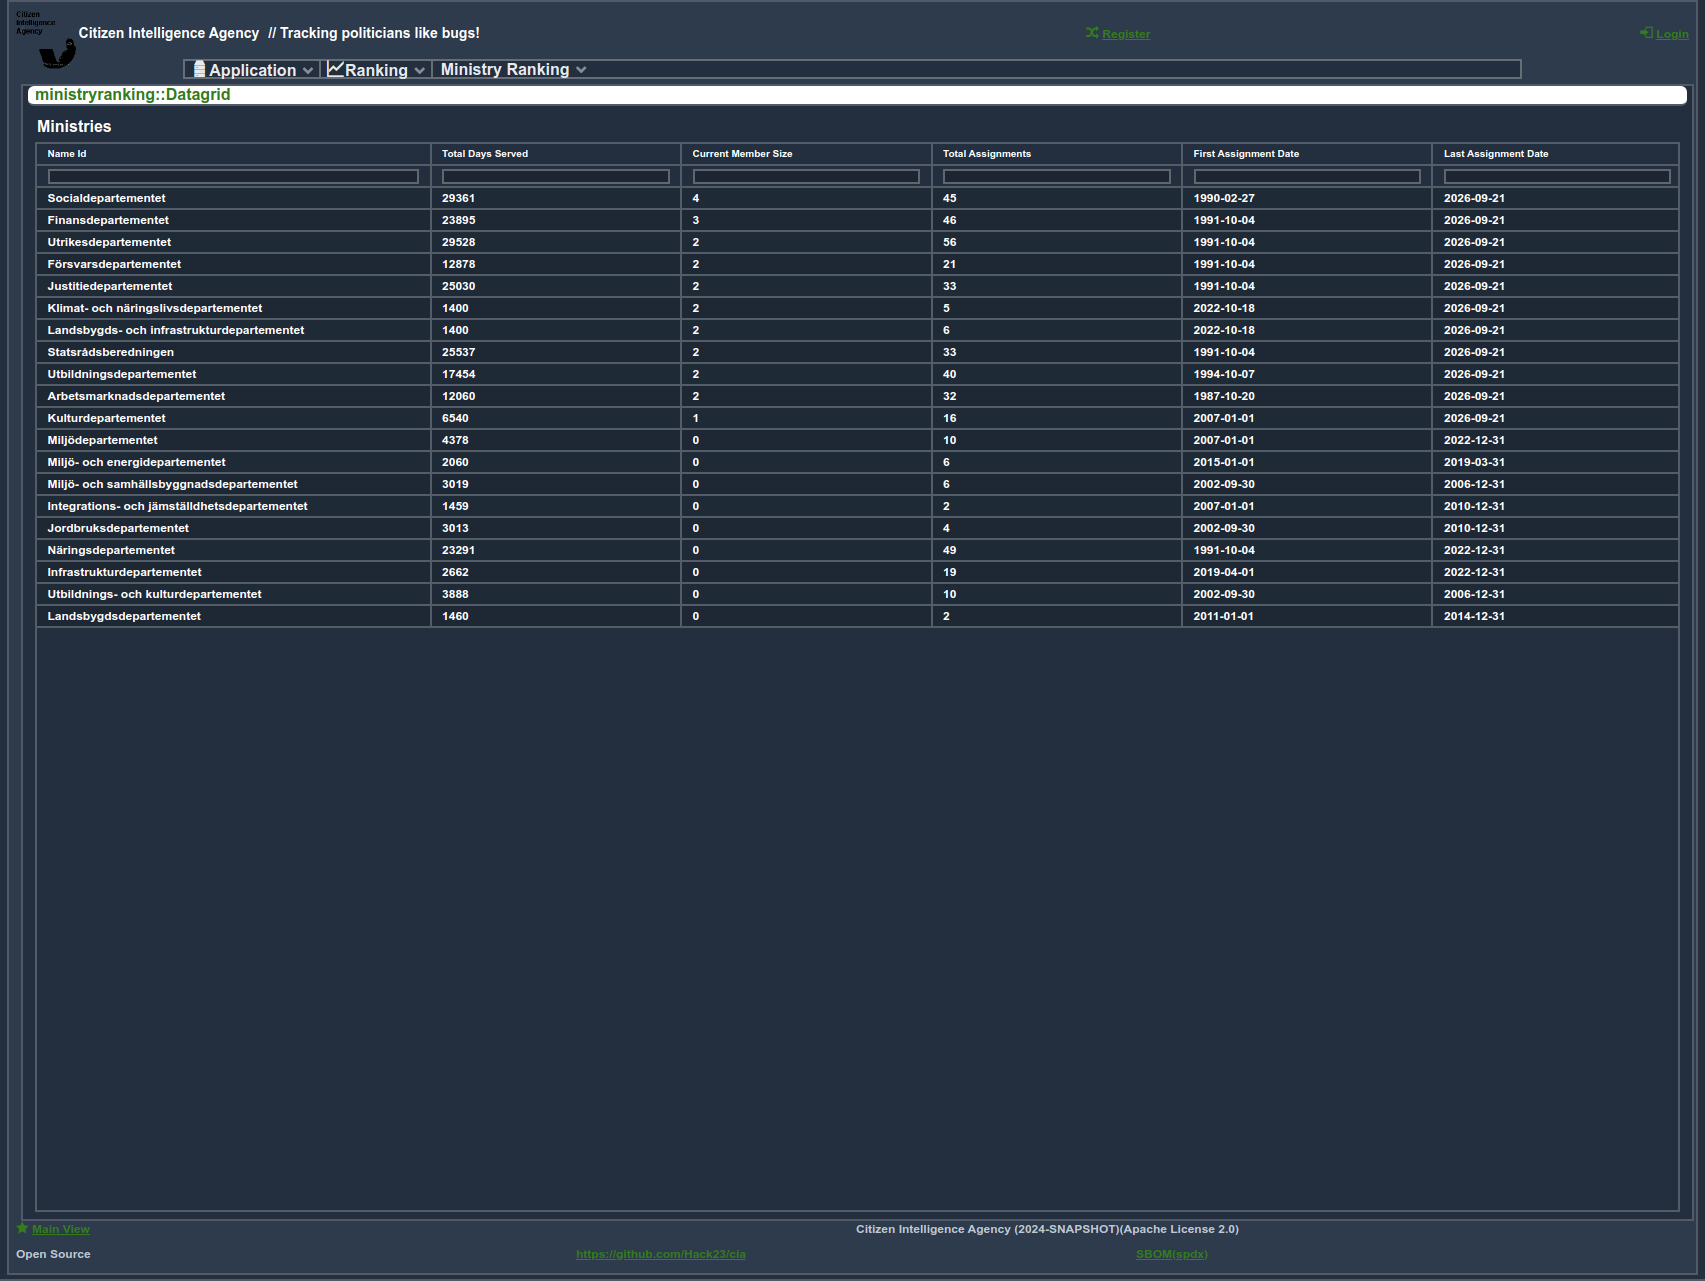 Citizen
Intelligence
Agency
Citizen Intelligence Agency // Tracking politicians like bugs!
Register
Login
Application
Ranking
Ministry Ranking
ministryranking::Datagrid
Ministries
Name Id Total Days Served Current Member Size Total Assignments First Assignment Date Last Assignment Date
Socialdepartementet 29361 4 45 1990-02-27 2026-09-21
Finansdepartementet 23895 3 46 1991-10-04 2026-09-21
Utrikesdepartementet 29528 2 56 1991-10-04 2026-09-21
Försvarsdepartementet 12878 2 21 1991-10-04 2026-09-21
Justitiedepartementet 25030 2 33 1991-10-04 2026-09-21
Klimat- och näringslivsdepartementet 1400 2 5 2022-10-18 2026-09-21
Landsbygds- och infrastrukturdepartementet 1400 2 6 2022-10-18 2026-09-21
Statsrådsberedningen 25537 2 33 1991-10-04 2026-09-21
Utbildningsdepartementet 17454 2 40 1994-10-07 2026-09-21
Arbetsmarknadsdepartementet 12060 2 32 1987-10-20 2026-09-21
Kulturdepartementet 6540 1 16 2007-01-01 2026-09-21
Miljödepartementet 4378 0 10 2007-01-01 2022-12-31
Miljö- och energidepartementet 2060 0 6 2015-01-01 2019-03-31
Miljö- och samhällsbyggnadsdepartementet 3019 0 6 2002-09-30 2006-12-31
Integrations- och jämställdhetsdepartementet 1459 0 2 2007-01-01 2010-12-31
Jordbruksdepartementet 3013 0 4 2002-09-30 2010-12-31
Näringsdepartementet 23291 0 49 1991-10-04 2022-12-31
Infrastrukturdepartementet 2662 0 19 2019-04-01 2022-12-31
Utbildnings- och kulturdepartementet 3888 0 10 2002-09-30 2006-12-31
Landsbygdsdepartementet 1460 0 2 2011-01-01 2014-12-31
Main View
Citizen Intelligence Agency (2024-SNAPSHOT)(Apache License 2.0)
Open Source
https://github.com/Hack23/cia
SBOM(spdx)